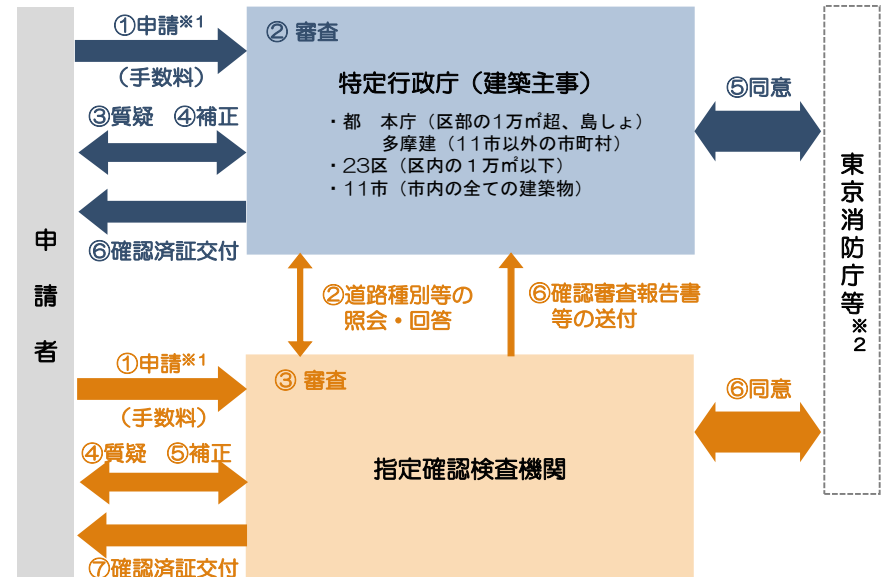 申請者
①申請※1
（手数料）
③質疑　④補正
⑥確認済証交付
② 審査
特定行政庁（建築主事）
・都　本庁（区部の1万㎡超、島しょ）
多摩建（11市以外の市町村）
・23区（区内の１万㎡以下）
・11市（市内の全ての建築物）
⑤同意
東京消防庁等※2
②道路種別等の
照会・回答
⑥確認審査報告書
等の送付
①申請※1
（手数料）
④質疑　⑤補正
⑦確認済証交付
③ 審査
指定確認検査機関
⑥同意